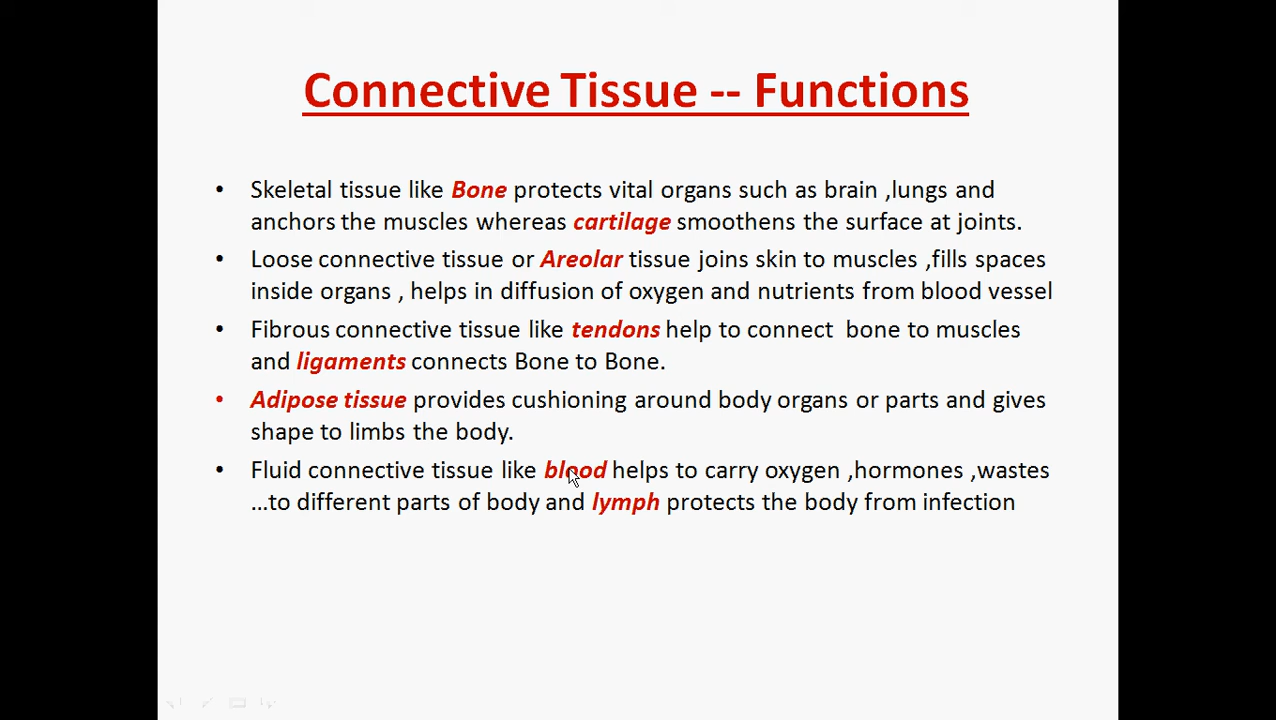 Connective Tissue -- Functions
• Skeletal tissue like Bone protects vital organs such as brain ,lungs and
anchors the muscles whereas cartilage smoothens the surface at joints.
• Loose connective tissue or Areolar tissue joins skin to muscles ,fills spaces
inside organs , helps in diffusion of oxygen and nutrients from blood vessel
• Fibrous connective tissue like tendons help to connect  bone to muscles
and ligaments connects Bone to Bone.
• Adipose tissue provides cushioning around body organs or parts and gives
shape to limbs the body.
• Fluid connective tissue like blood helps to carry oxygen ,hormones ,wastes
...to different parts of body and lymph protects the body from infection